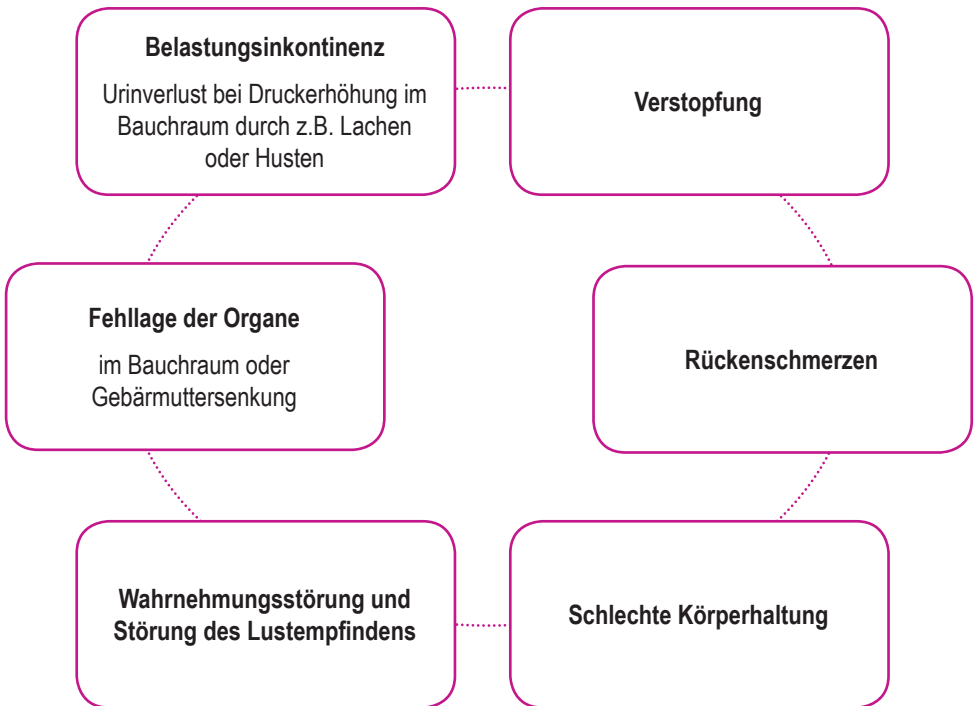 Belastungsinkontinenz
Urinverlust bei Druckerhöhung im
Bauchraum durch z.B. Lachen
oder Husten
Verstopfung
Fehllage der Organe
im Bauchraum oder
Gebärmuttersenkung
Rückenschmerzen
Wahrnehmungsstörung und
Störung des Lustempfindens
Schlechte Körperhaltung